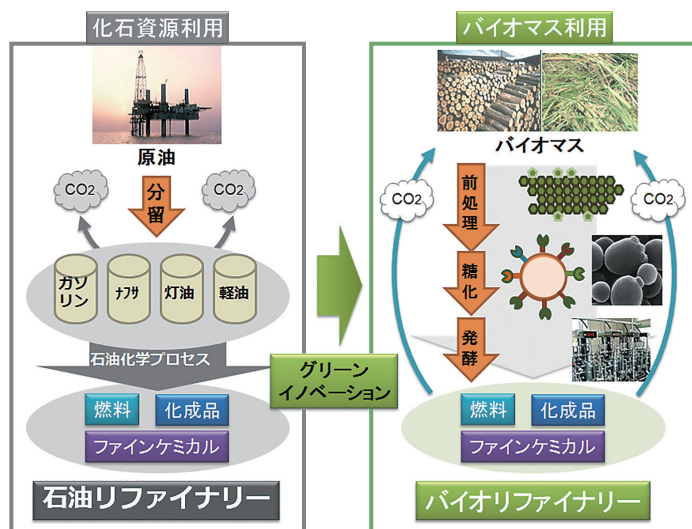 化石資源利用
原油
CO2
CO2
分留
ガソ
リン
ナフサ
灯油
軽油
石油化学プロセス
燃料
化成品
ファインケミカル
石油リファイナリー
グリーン
イノベーション
バイオマス利用
バイオマス
CO2
CO2
前処理
糖化
発酵
燃料
化成品
ファインケミカル
バイオリファイナリー